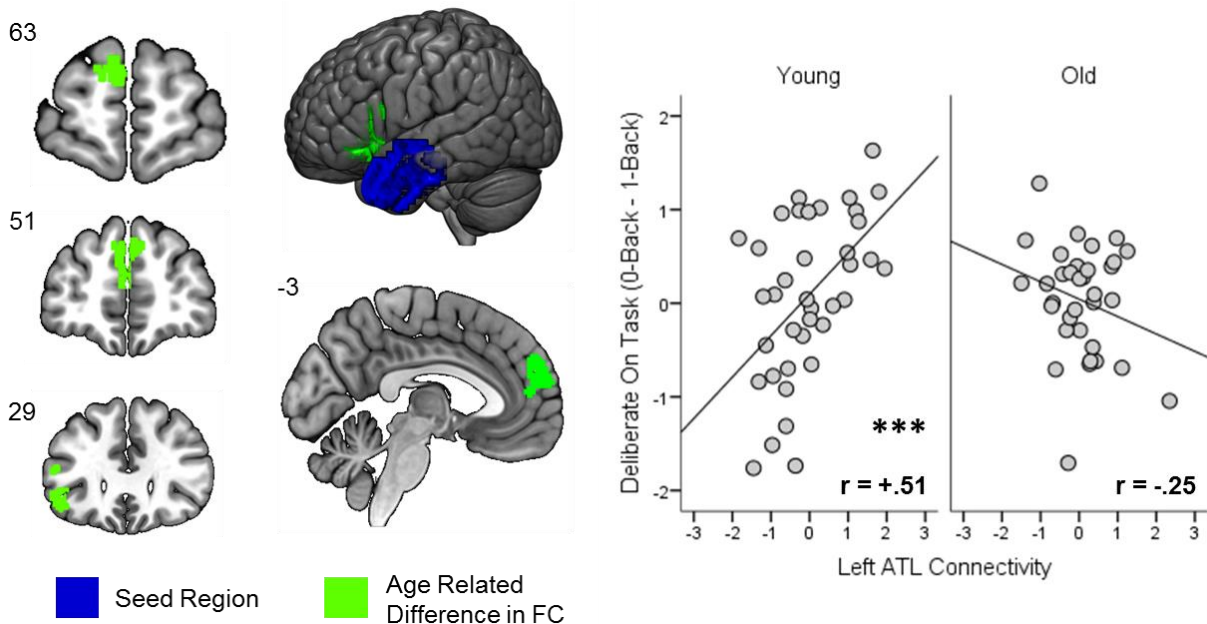 63
51
29
-3
Seed Region
Age Related
Difference in FC
Young
Old
Deliberate On Task (0-Back - 1-Back)
2
1
0
-1
-2
***
r = +.51
r = -.25
-3 -2 -1 0 1 2 3
-3 -2 -1 0 1 2 3
Left ATL Connectivity